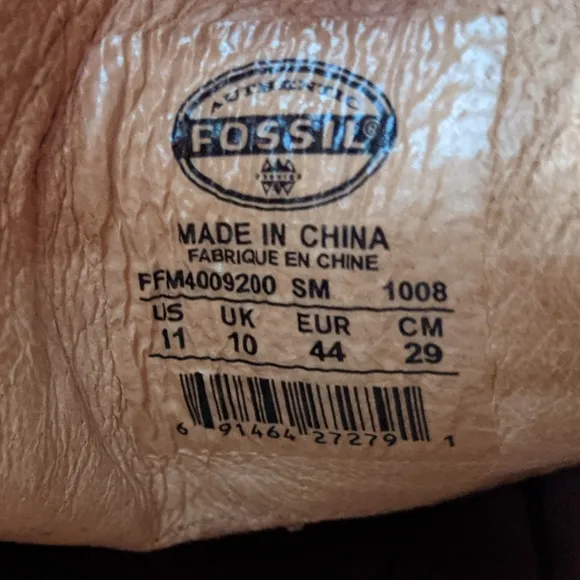 AUTHENTIC
FOSSIL
PREMIUM
MADE IN CHINA
FABRIQUE EN CHINE
FFM4009200 SM 1008
US UK EUR CM
11 10 44 29
6 91464 27279 1